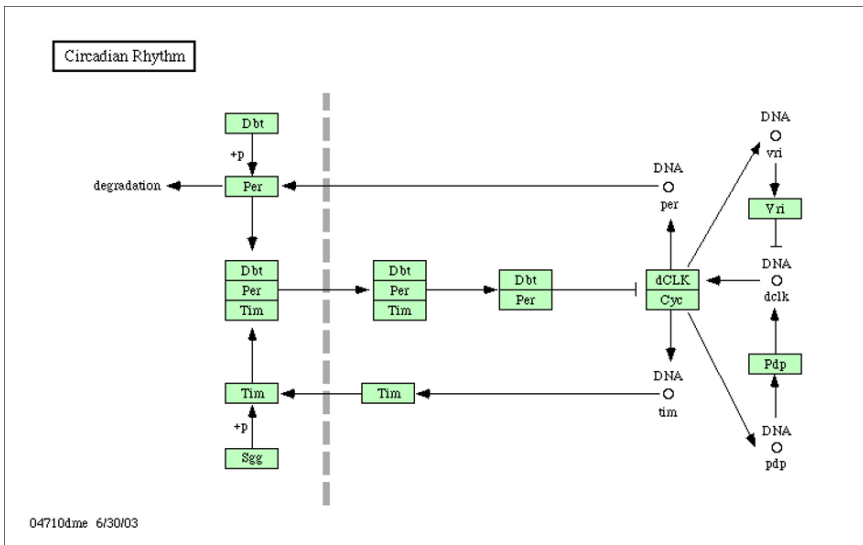 Circadian Rhythm
Dbt
+p
degradation
Per
DNA
per
DNA
vri
Vri
Dbt
Per
Tim
Dbt
Per
Tim
Dbt
Per
dCLK
Cyc
DNA
dclk
Pdp
Tim
Tim
DNA
tim
+p
Sgg
DNA
pdp
04710dme 6/30/03